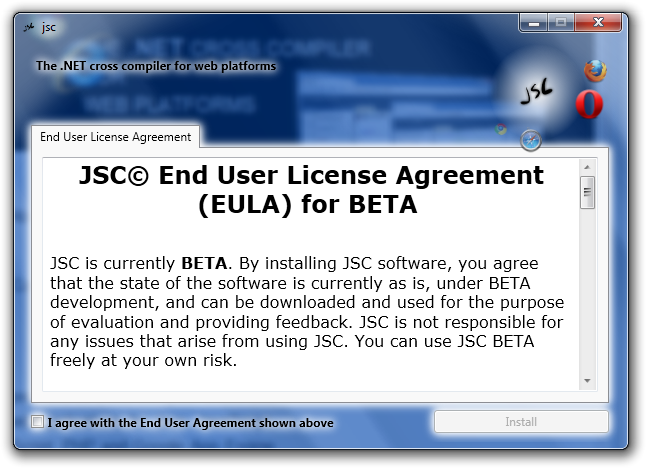 jsc
.NET CROSS COMPILER
The .NET cross compiler for web platforms
JSC
WEB PLATFORMS
End User License Agreement
JSC© End User License Agreement
(EULA) for BETA
JSC is currently BETA. By installing JSC software, you agree
that the state of the software is currently as is, under BETA
development, and can be downloaded and used for the purpose
of evaluation and providing feedback. JSC is not responsible for
any issues that arise from using JSC. You can use JSC BETA
freely at your own risk.
I agree with the End User Agreement shown above
Install